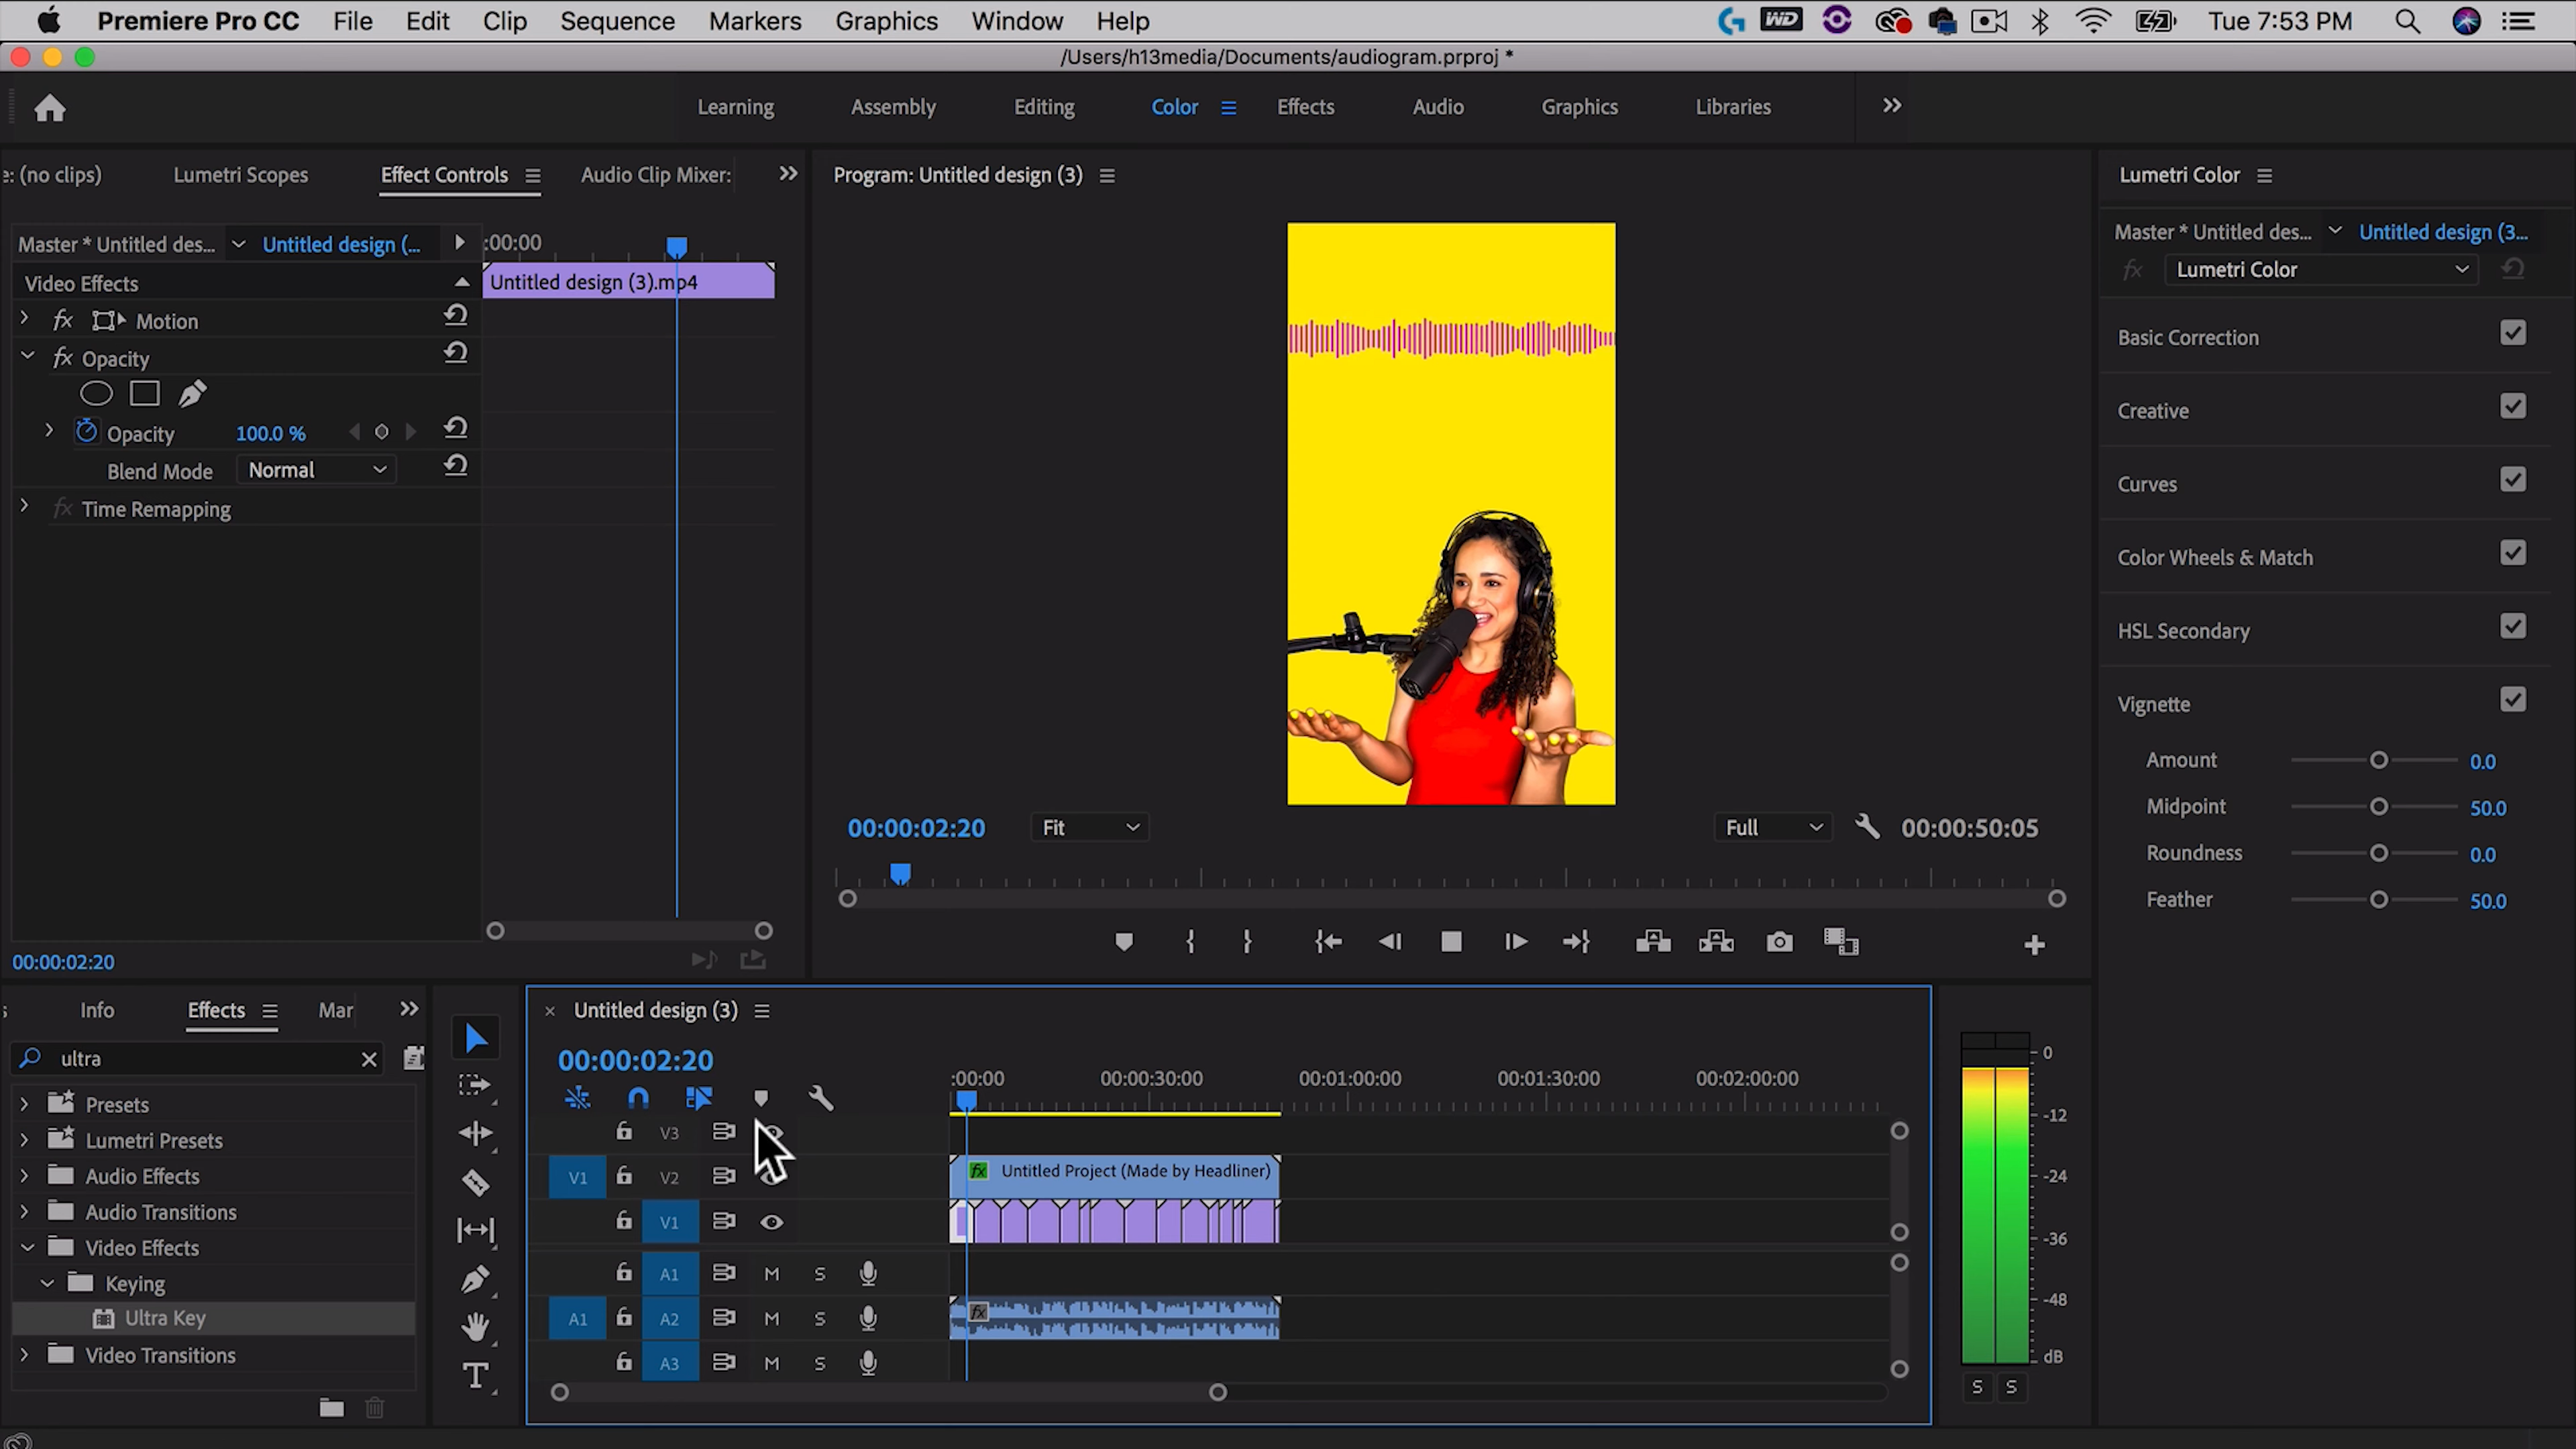 Premiere Pro CC File Edit Clip Sequence Markers Graphics Window Help WD Tue 7:53 PM
/Users/h13media/Documents/audiogram.prproj *
Learning Assembly Editing Color Effects Audio Graphics Libraries
e: (no clips) Lumetri Scopes Effect Controls Audio Clip Mixer:
Master * Untitled des... Untitled design (... :00:00
Video Effects Untitled design (3).mp4
fx Motion
fx Opacity
Opacity 100.0 %
Blend Mode Normal
fx Time Remapping
00:00:02:20
Program: Untitled design (3)
00:00:02:20 Fit Full 00:00:50:05
Lumetri Color
Master * Untitled des... Untitled design (3...
fx Lumetri Color
Basic Correction
Creative
Curves
Color Wheels & Match
HSL Secondary
Vignette
Amount 0.0
Midpoint 50.0
Roundness 0.0
Feather 50.0
Info Effects Mar
ultra
Presets
Lumetri Presets
Audio Effects
Audio Transitions
Video Effects
Keying
Ultra Key
Video Transitions
Untitled design (3)
00:00:02:20
:00:00 00:00:30:00 00:01:00:00 00:01:30:00 00:02:00:00
V3
V1 V2 fx Untitled Project (Made by Headliner)
V1
A1 M S
A1 A2 M S fx
A3 M S
0
-12
-24
-36
-48
dB
S S